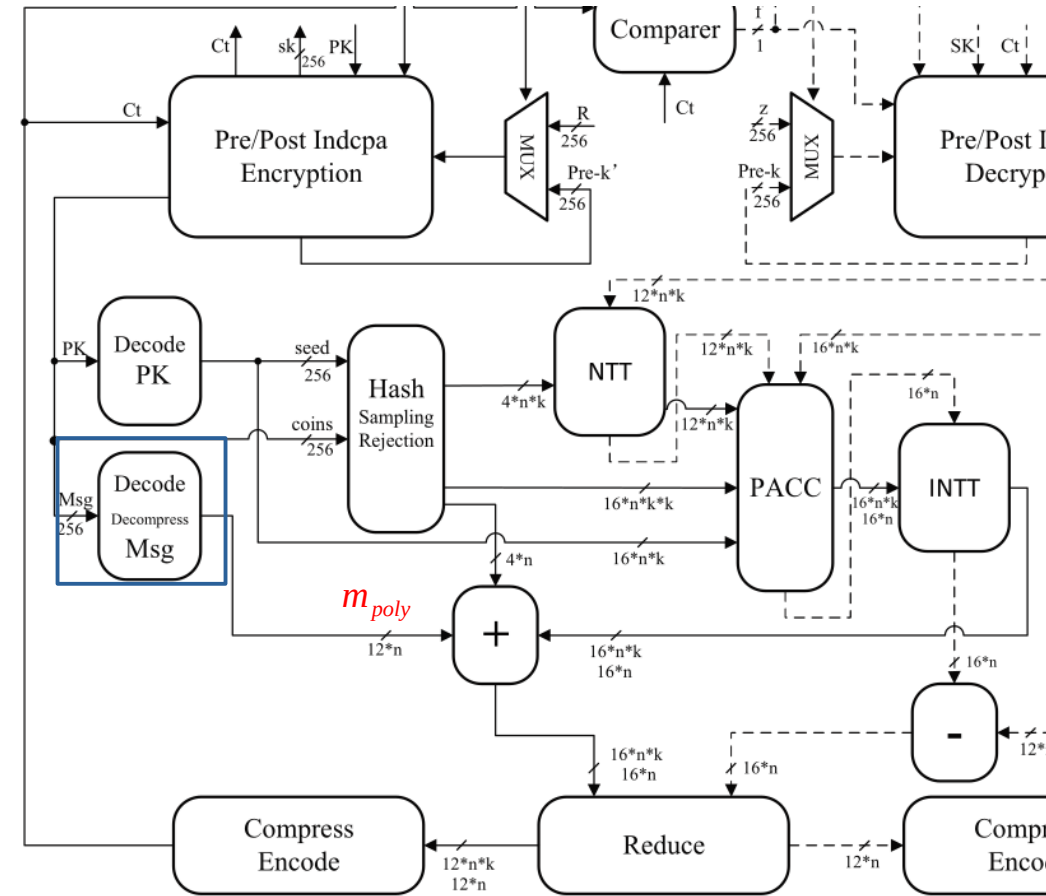 Comparer
f
1
Ct
sk
256
PK
SK
Ct
Ct
Ct
Pre/Post Indcpa
Encryption
MUX
R
256
Pre-k’
256
z
256
Pre-k
256
MUX
Pre/Post I
Decryp
12*n*k
PK
Decode
PK
seed
256
coins
256
Hash
Sampling
Rejection
4*n*k
NTT
12*n*k
12*n*k
16*n*k
16*n
PACC
16*n*k*k
16*n*k
16*n*k
16*n
INTT
Msg
256
Decode
Decompress
Msg
4*n
m poly
12*n
+
16*n*k
16*n
16*n
-
12*
16*n*k
16*n
16*n
Compress
Encode
12*n*k
12*n
Reduce
12*n
Compr
Enco